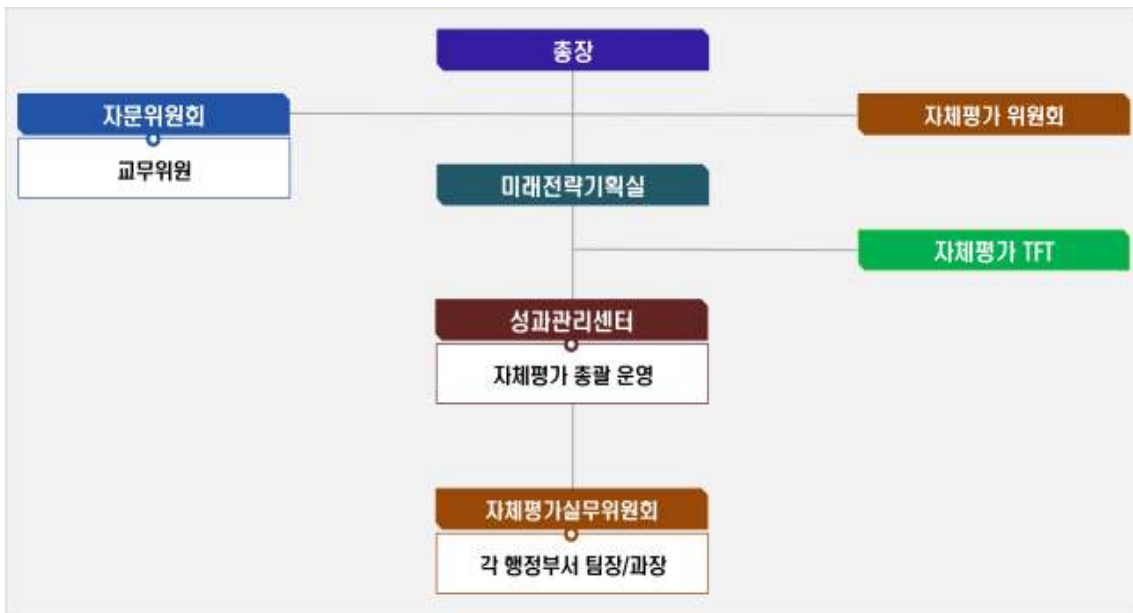 총장
자문위원회
교무위원
자체평가 위원회
미래전략기획실
자체평가 TFT
성과관리센터
자체평가 총괄 운영
자체평가실무위원회
각 행정부서 팀장/과장